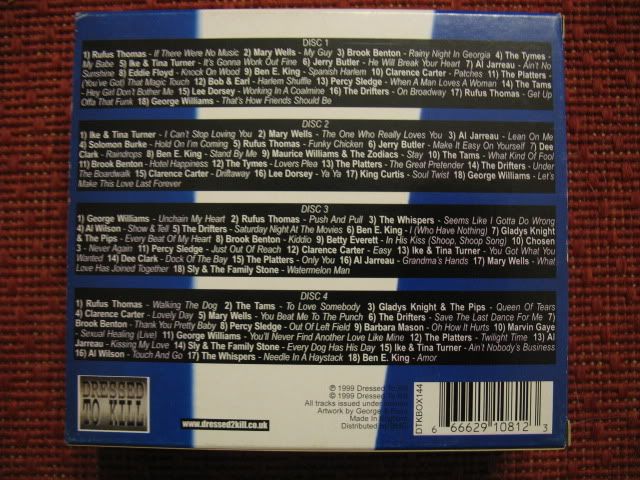 DISC 1
1) Rufus Thomas - If There Were No Music 2) Mary Wells - My Guy 3) Brook Benton - Rainy Night In Georgia 4) The Tymes
- My Babe 5) Ike & Tina Turner - It's Gonna Work Out Fine 6) Jerry Butler - He Will Break Your Heart 7) Al Jarreau - Ain't No
Sunshine 8) Eddie Floyd - Knock On Wood 9) Ben E. King - Spanish Harlem 10) Clarence Carter - Patches 11) The Platters -
(You've Got) That Magic Touch 12) Bob & Earl - Harlem Shuffle 13) Percy Sledge - When A Man Loves A Woman 14) The Tams
- Hey Girl Don't Bother Me 15) Lee Dorsey - Working In A Coalmine 16) The Drifters - On Broadway 17) Rufus Thomas - Get Up
Offa That Funk 18) George Williams - That's How Friends Should Be
DISC 2
1) Ike & Tina Turner - I Can't Stop Loving You 2) Mary Wells - The One Who Really Loves You 3) Al Jarreau - Lean On Me
4) Solomon Burke - Hold On I'm Coming 5) Rufus Thomas - Funky Chicken 6) Jerry Butler - Make It Easy On Yourself 7) Dee
Clark - Raindrops 8) Ben E. King - Stand By Me 9) Maurice Williams & The Zodiacs - Stay 10) The Tams - What Kind Of Fool
11) Brook Benton - Hotel Happiness 12) The Tymes - Lovers Plea 13) The Platters - The Great Pretender 14) The Drifters - Under
The Boardwalk 15) Clarence Carter - Driftaway 16) Lee Dorsey - Ya Ya 17) King Curtis - Soul Twist 18) George Williams - Let's
Make This Love Last Forever
DISC 3
1) George Williams - Unchain My Heart 2) Rufus Thomas - Push And Pull 3) The Whispers - Seems Like I Gotta Do Wrong
4) Al Wilson - Show & Tell 5) The Drifters - Saturday Night At The Movies 6) Ben E. King - I (Who Have Nothing) 7) Gladys Knight
& The Pips - Every Beat Of My Heart 8) Brook Benton - Kiddio 9) Betty Everett - In His Kiss (Shoop, Shoop Song) 10) Chosen
3 - Never Again 11) Percy Sledge - Just Out Of Reach 12) Clarence Carter - Easy 13) Ike & Tina Turner - You Got What You
Wanted 14) Dee Clark - Dock Of The Bay 15) The Platters - Only You 16) Al Jarreau - Grandma's Hands 17) Mary Wells - What
Love Has Joined Together 18) Sly & The Family Stone - Watermelon Man
DISC 4
1) Rufus Thomas - Walking The Dog 2) The Tams - To Love Somebody 3) Gladys Knight & The Pips - Queen Of Tears
4) Clarence Carter - Lovely Day 5) Mary Wells - You Beat Me To The Punch 6) The Drifters - Save The Last Dance For Me 7)
Brook Benton - Thank You Pretty Baby 8) Percy Sledge - Out Of Left Field 9) Barbara Mason - Oh How It Hurts 10) Marvin Gaye
- Sexual Healing (Live) 11) George Williams - You'll Never Find Another Love Like Mine 12) The Platters - Twilight Time 13) Al
Jarreau - Kissing My Love 14) Sly & The Family Stone - Every Dog Has His Day 15) Ike & Tina Turner - Ain't Nobody's Business
16) Al Wilson - Touch And Go 17) The Whispers - Needle In A Haystack 18) Ben E. King - Amor
DRESSED
TO KILL
www.dressed2kill.co.uk
℗ 1999 Dressed To Kill
© 1999 Dressed To Kill
All tracks issued under
Artwork by George
Made in
Distributed by
DTKBOX144
6 66629 10812 3